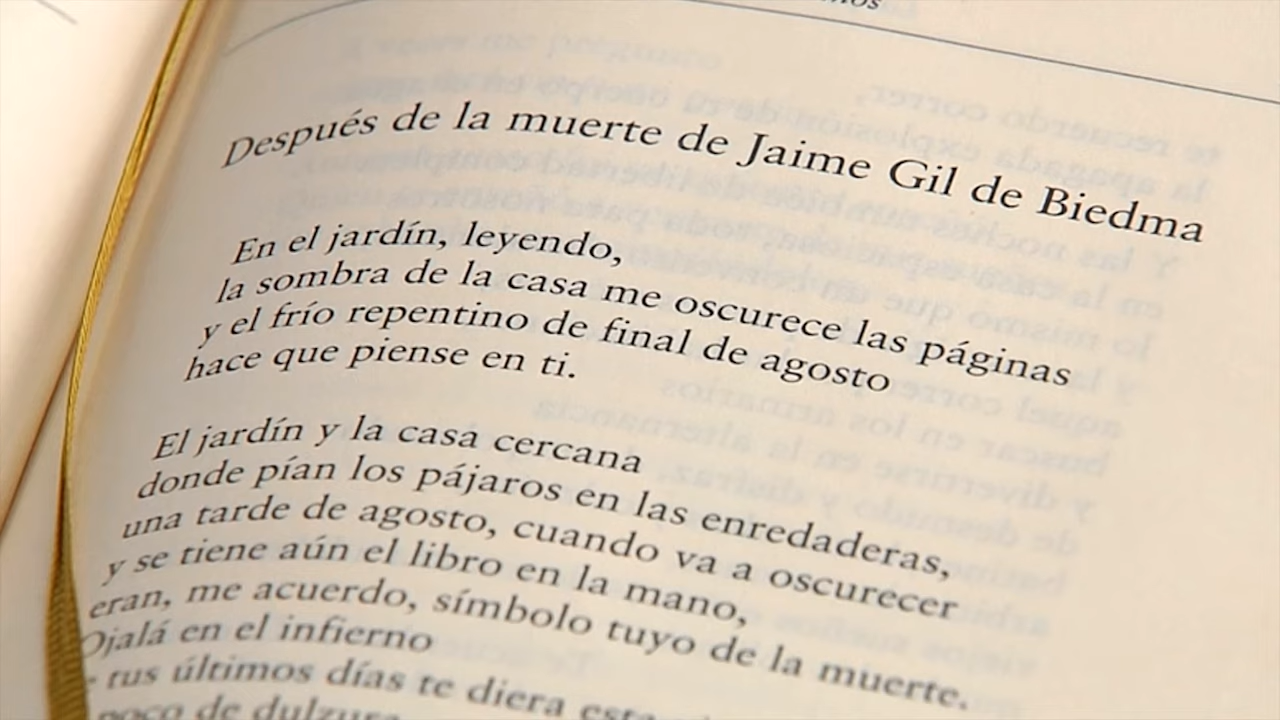 Después de la muerte de Jaime Gil de Biedma
En el jardín, leyendo,
la sombra de la casa me oscurece las páginas
y el frío repentino de final de agosto
hace que piense en ti.
El jardín y la casa cercana
donde pían los pájaros en las enredaderas,
una tarde de agosto, cuando va a oscurecer
y se tiene aún el libro en la mano,
eran, me acuerdo, símbolo tuyo de la muerte.
Ojalá en el infierno
tus últimos días te diera
poco de dulzura